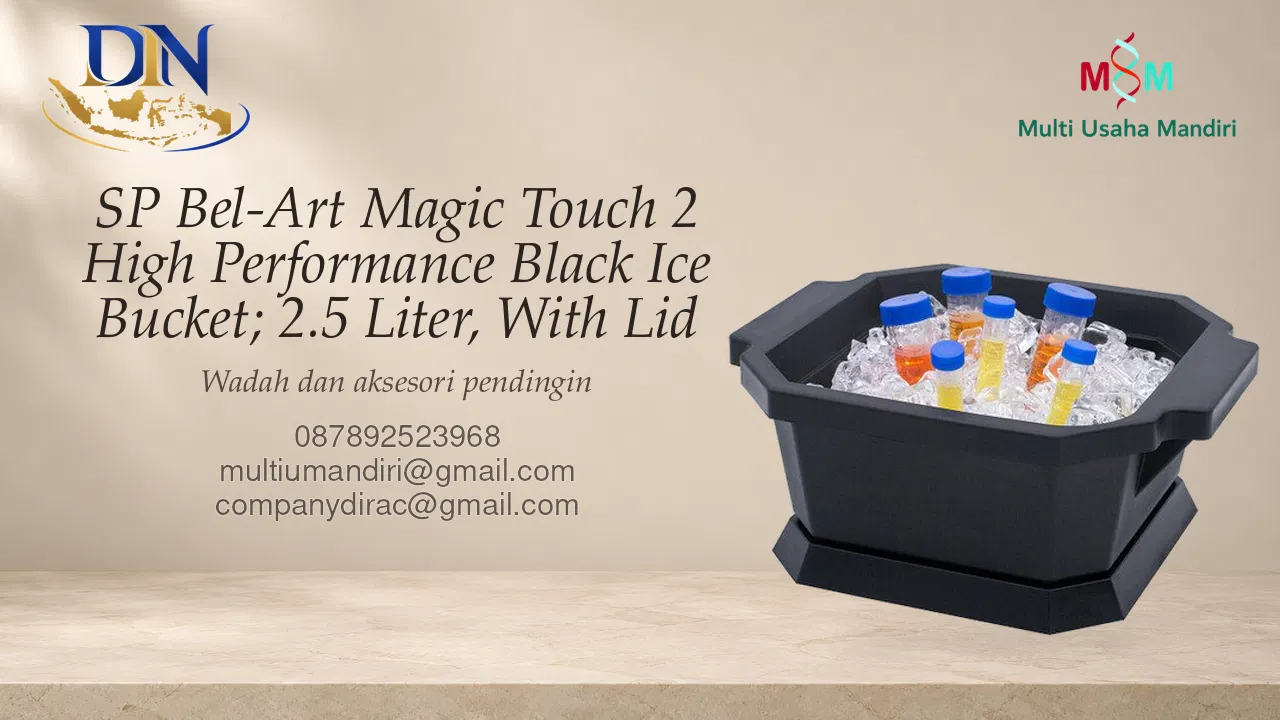 DN
M M
Multi Usaha Mandiri
SP Bel-Art Magic Touch 2
High Performance Black Ice
Bucket; 2.5 Liter, With Lid
Wadah dan aksesori pendingin
087892523968
multiumandiri@gmail.com
companydirac@gmail.com